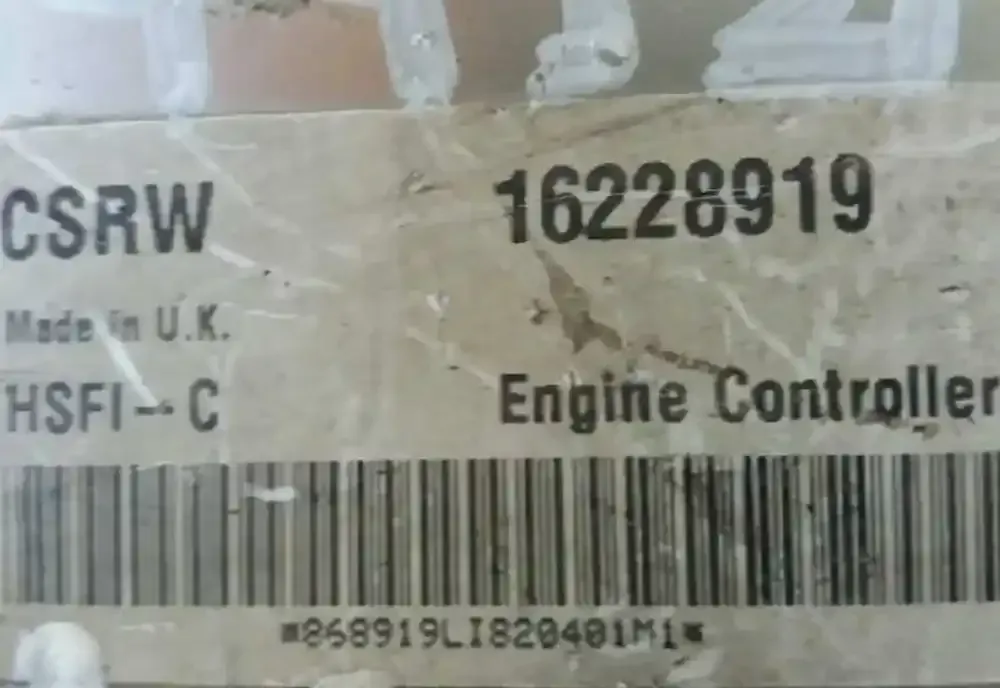 CSRW 16228919
Made in U.K.
HSFI-C Engine Controller
*868919LI820401M1*